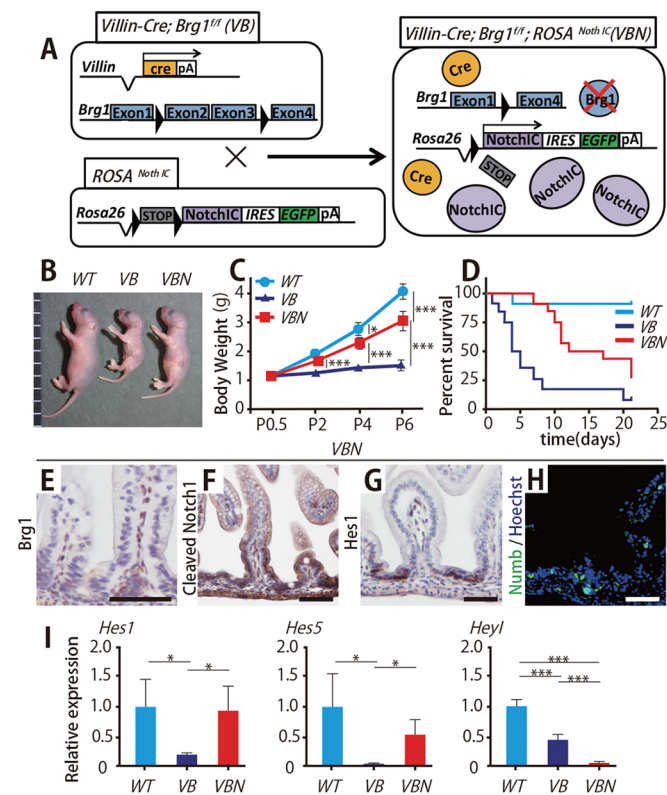 A
Villin-Cre; Brg1f/f (VB)
Villin
cre
pA
Brg1
Exon1
Exon2
Exon3
Exon4
ROSA Noth IC
Rosa26
STOP
NotchIC
IRES
EGFP
pA
Villin-Cre; Brg1f/f; ROSA Noth IC (VBN)
Cre
Brg1
Exon1
Exon4
Brg1
Rosa26
NotchIC
IRES
EGFP
pA
STOP
Cre
NotchIC
NotchIC
NotchIC
B
WT VB VBN
C
WT
VB
VBN
Body Weight (g)
4
3
2
1
0
P0.5 P2 P4 P6
***
*
***
***
***
D
WT
VB
VBN
Percent survival
100
75
50
25
0
0 5 10 15 20 25
time(days)
VBN
E
Brg1
F
Cleaved Notch1
G
Hes1
H
Numb / Hoechst
I
Relative expression
Hes1
2.0
1.5
1.0
0.5
0
* *
WT VB VBN
Hes5
2.0
1.5
1.0
0.5
0
* *
WT VB VBN
Heyl
2.0
1.5
1.0
0.5
0
***
*** ***
WT VB VBN